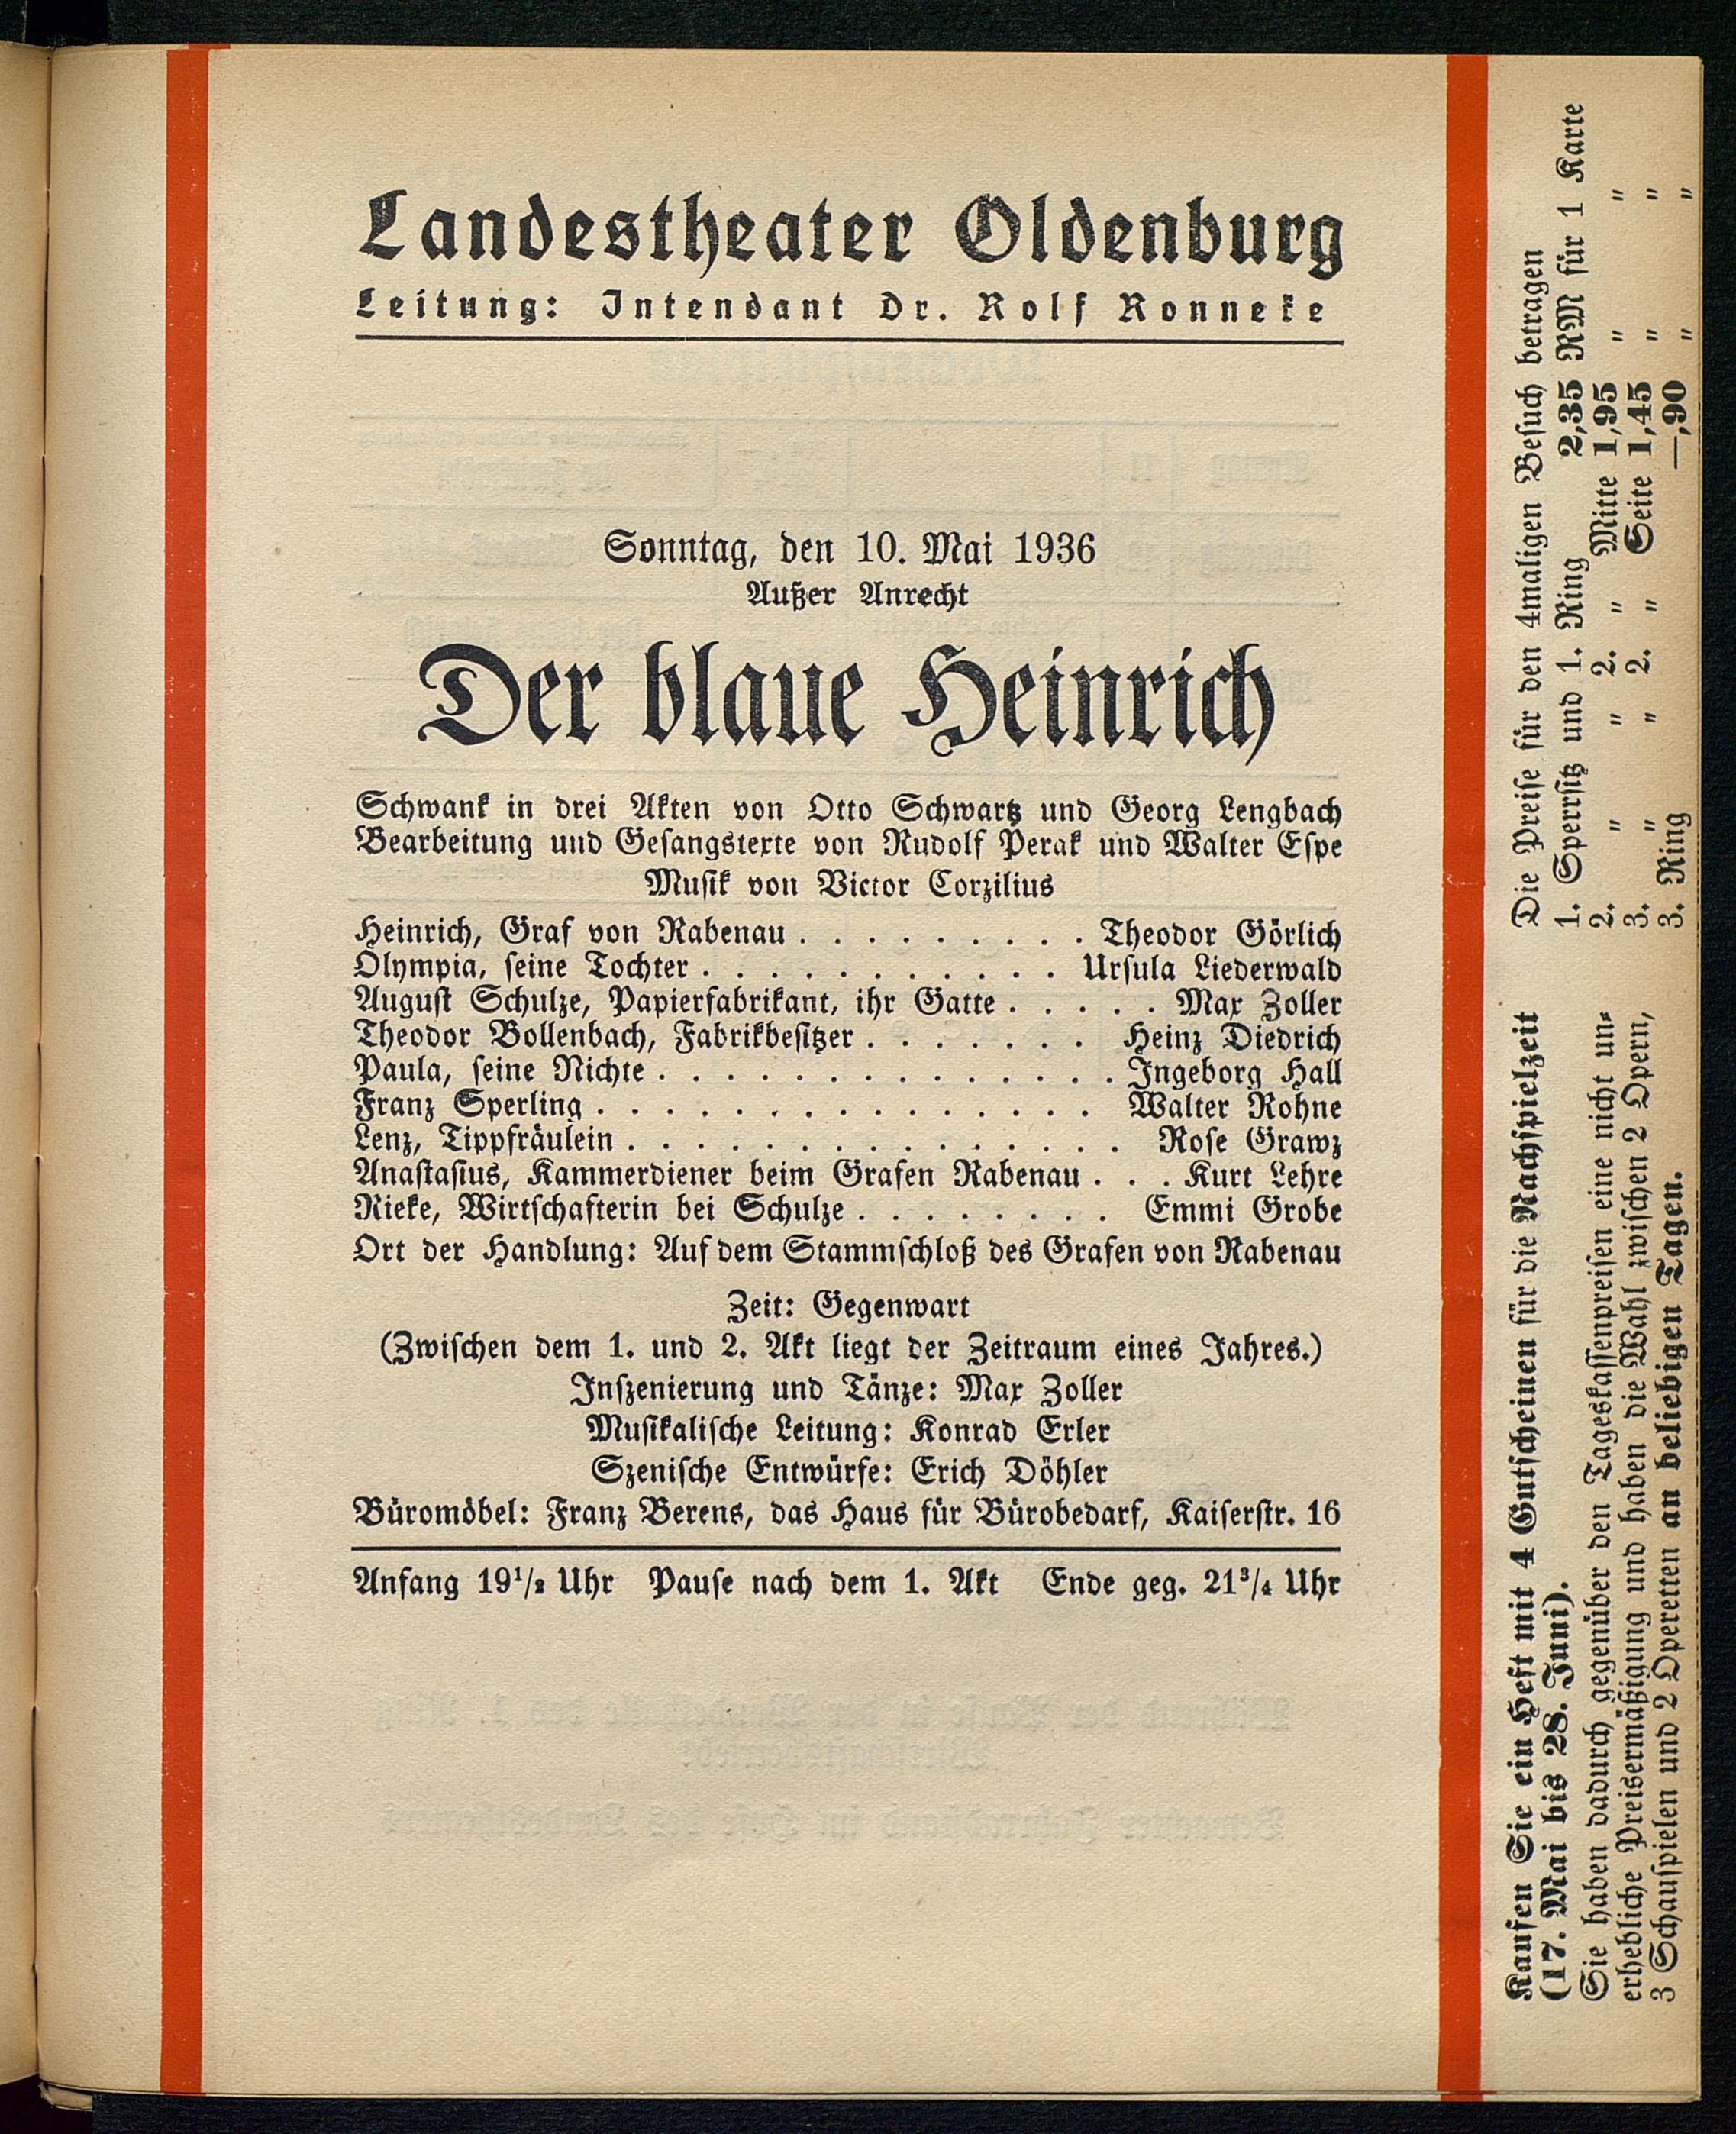 Landestheater Oldenburg
Leitung: Intendant Dr. Rolf Ronneke
Sonntag, den 10. Mai 1936
Außer Anrecht
Der blaue Heinrich
Schwank in drei Akten von Otto Schwartz und Georg Lengbach
Bearbeitung und Gesangstexte von Rudolf Perak und Walter Espe
Musik von Victor Corzilius
Heinrich, Graf von Rabenau . . . . . . . . . Theodor Görlich
Olympia, seine Tochter . . . . . . . . . . . Ursula Liederwald
August Schulze, Papierfabrikant, ihr Gatte . . . . . Max Zoller
Theodor Bollenbach, Fabrikbesitzer . . . . . . . Heinz Diedrich
Paula, seine Nichte . . . . . . . . . . . . . . Ingeborg Hall
Franz Sperling . . . . . . . . . . . . . . . Walter Rohne
Lenz, Tippfräulein . . . . . . . . . . . . . . . Rose Grawz
Anastasius, Kammerdiener beim Grafen Rabenau . . . Kurt Lehre
Rieke, Wirtschafterin bei Schulze . . . . . . . . Emmi Grobe
Ort der Handlung: Auf dem Stammschloß des Grafen von Rabenau
Zeit: Gegenwart
(Zwischen dem 1. und 2. Akt liegt der Zeitraum eines Jahres.)
Inszenierung und Tänze: Max Zoller
Musikalische Leitung: Konrad Erler
Szenische Entwürfe: Erich Döhler
Büromöbel: Franz Berens, das Haus für Bürobedarf, Kaiserstr. 16
Anfang 19¹/₂ Uhr Pause nach dem 1. Akt Ende geg. 21³/₄ Uhr
Kaufen Sie ein Heft mit 4 Gutscheinen für die Nachspielzeit
(17. Mai bis 28. Juni).
Sie haben dadurch gegenüber den Tageskassenpreisen eine nicht un-
erhebliche Preisermäßigung und haben die Wahl zwischen 2 Opern,
3 Schauspielen und 2 Operetten an beliebigen Tagen.
Die Preise für den 4maligen Besuch betragen
1. Sperrsitz und 1. Ring 2,35 RM für 1 Karte
2. " " 2. " Mitte 1,95 " "
3. " " 2. " Seite 1,45 " "
3. Ring —,90 " "